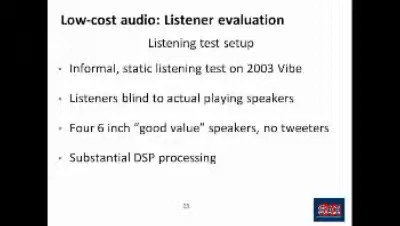 Low-cost audio: Listener evaluation
Listening test setup
• Informal, static listening test on 2003 Vibe
• Listeners blind to actual playing speakers
• Four 6 inch “good value” speakers, no tweeters
• Substantial DSP processing